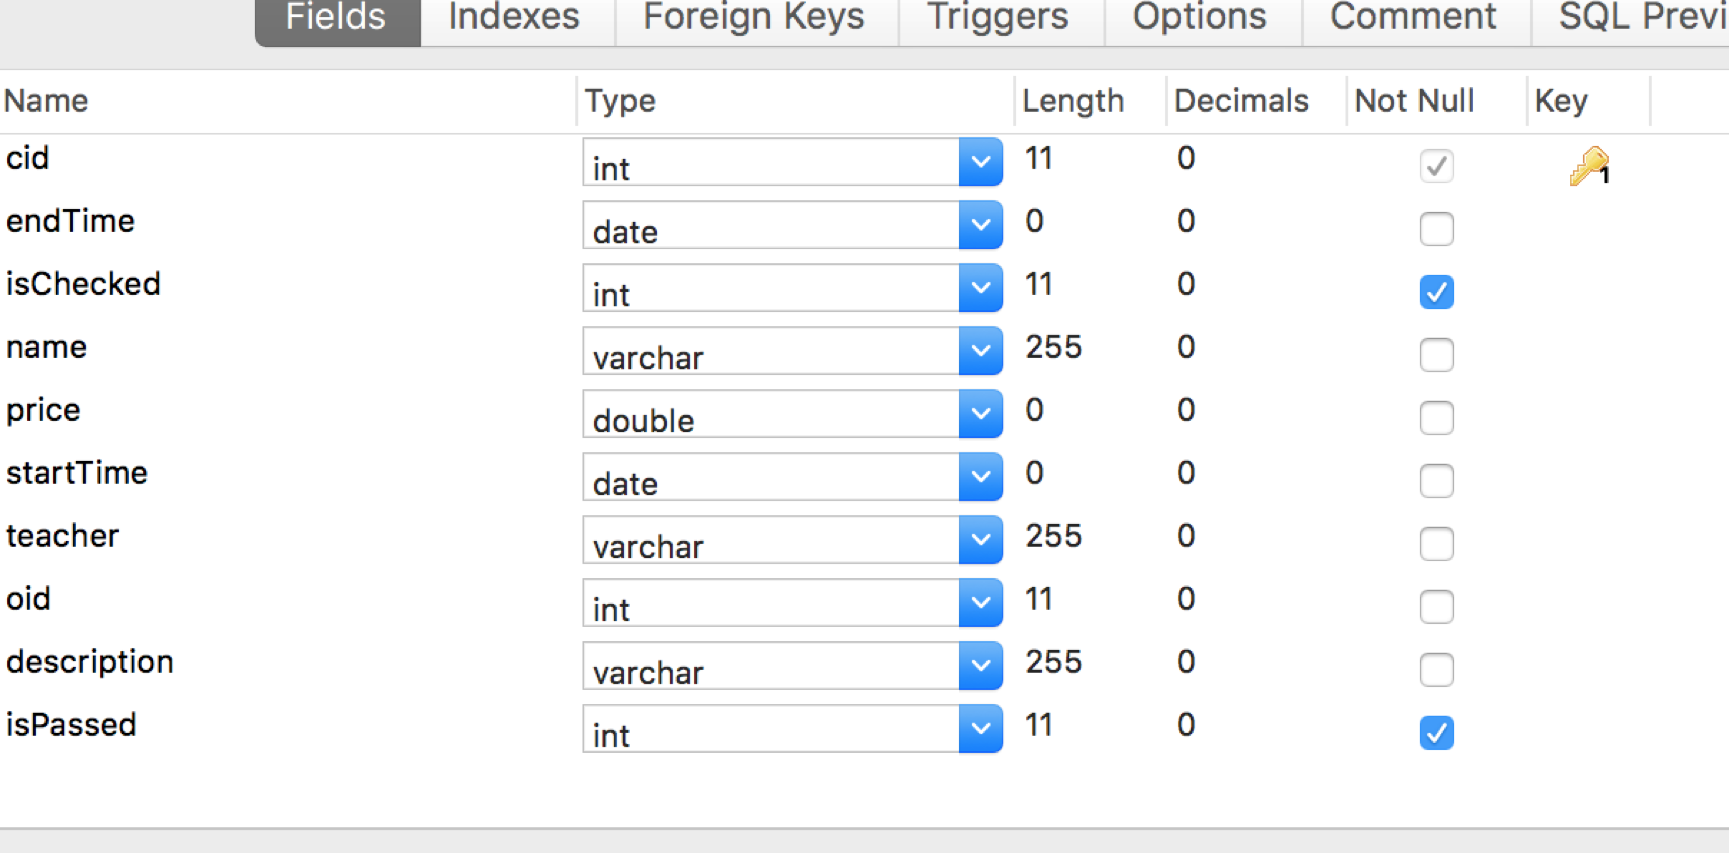 Fields Indexes Foreign Keys Triggers Options Comment SQL Previ
Name Type Length Decimals Not Null Key
cid int 11 0 1
endTime date 0 0
isChecked int 11 0
name varchar 255 0
price double 0 0
startTime date 0 0
teacher varchar 255 0
oid int 11 0
description varchar 255 0
isPassed int 11 0